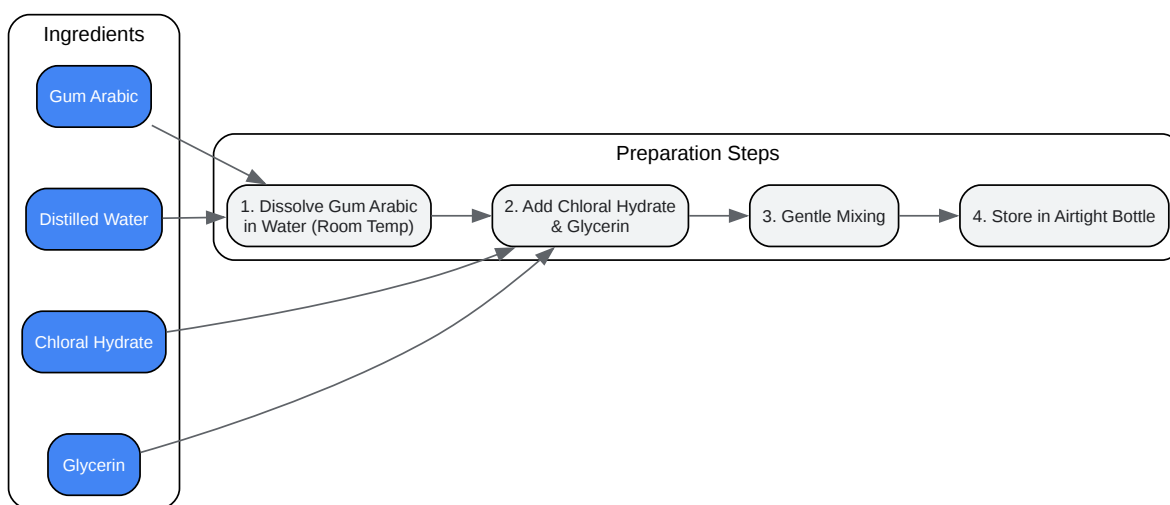 Ingredients
Gum Arabic
Distilled Water
Chloral Hydrate
Glycerin
Preparation Steps
1. Dissolve Gum Arabic
in Water (Room Temp)
2. Add Chloral Hydrate
& Glycerin
3. Gentle Mixing
4. Store in Airtight Bottle